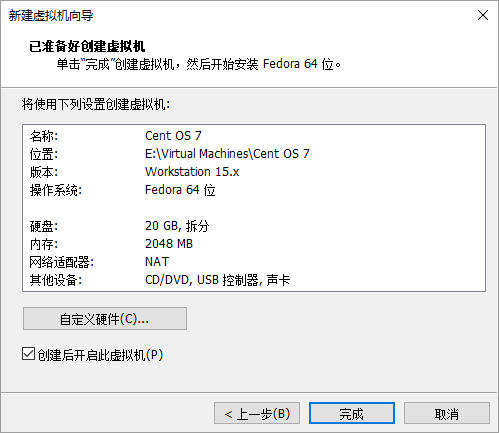 新建虚拟机向导
已准备好创建虚拟机
单击“完成”创建虚拟机，然后开始安装 Fedora 64 位。
将使用下列设置创建虚拟机:
名称: Cent OS 7
位置: E:\Virtual Machines\Cent OS 7
版本: Workstation 15.x
操作系统: Fedora 64 位
硬盘: 20 GB, 拆分
内存: 2048 MB
网络适配器: NAT
其他设备: CD/DVD, USB 控制器, 声卡
自定义硬件(C)...
创建后开启此虚拟机(P)
< 上一步(B) 完成 取消